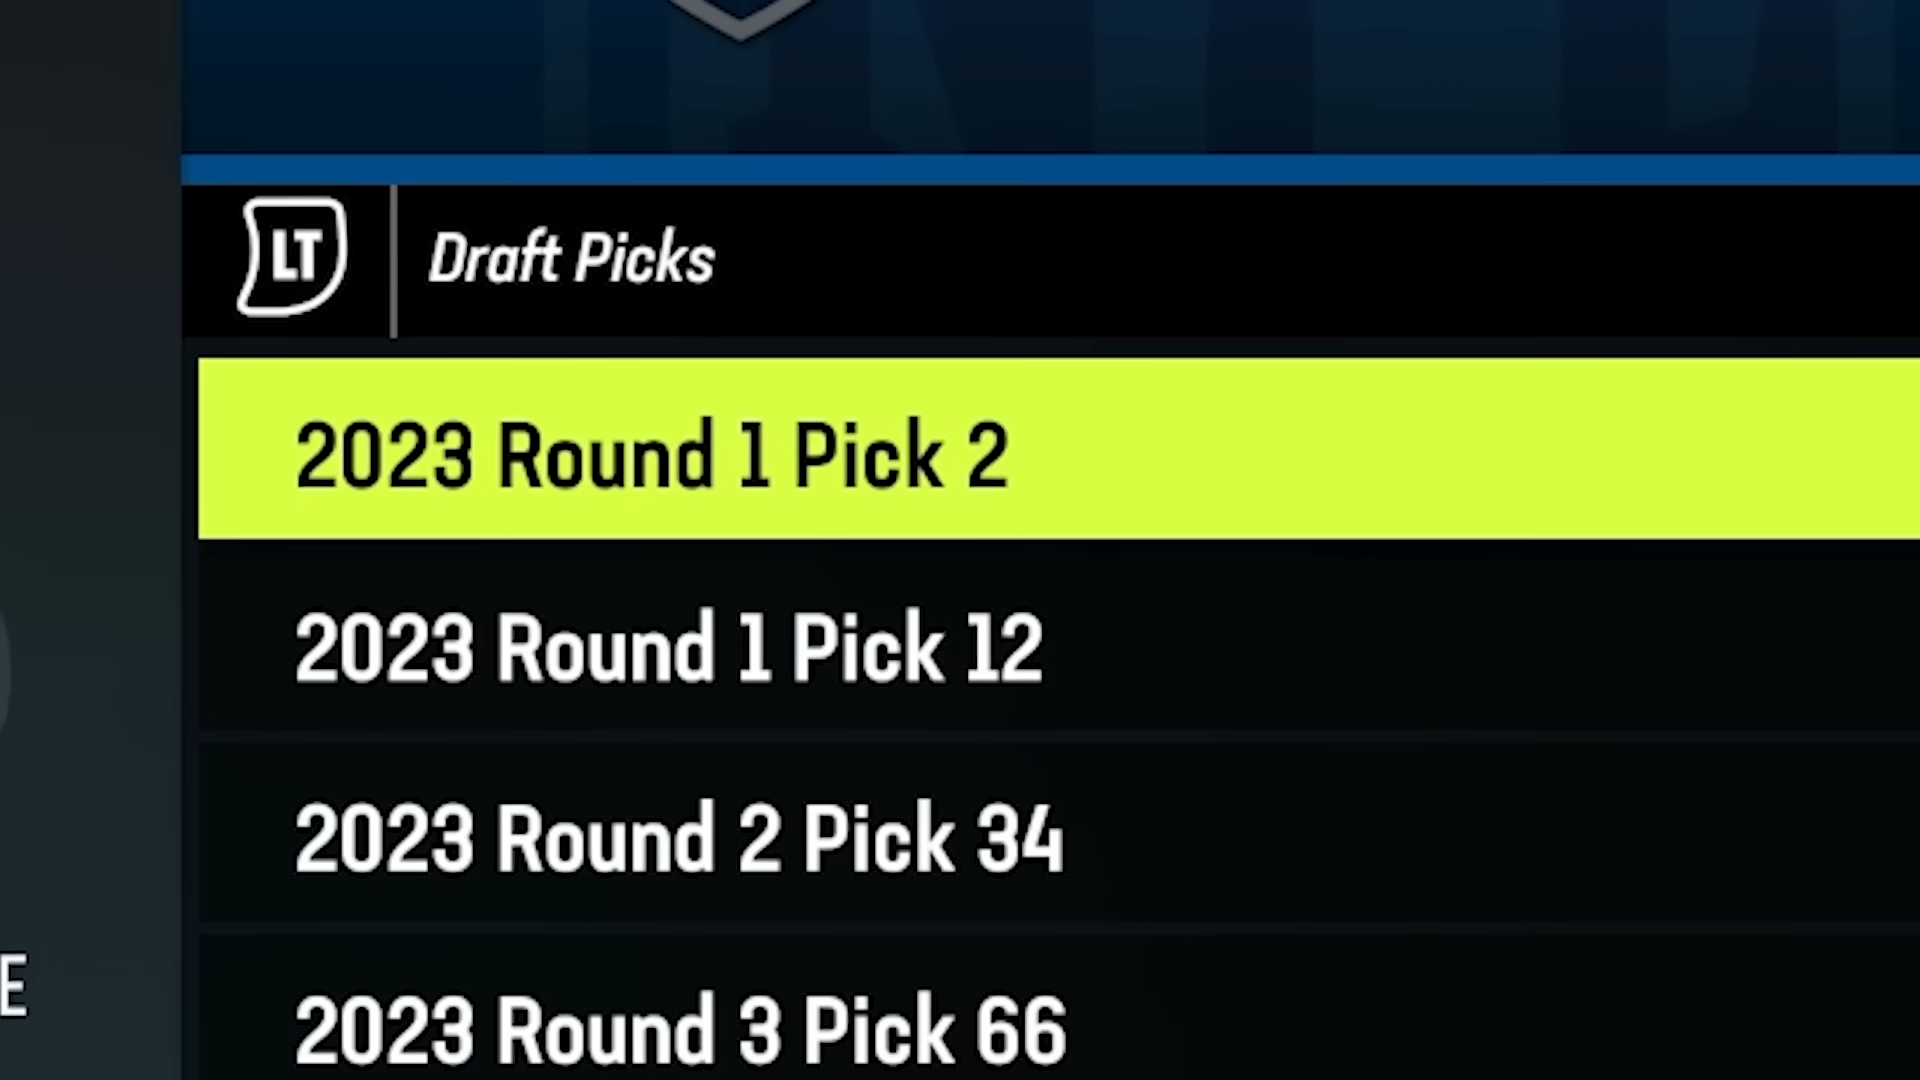 LT
Draft Picks
2023 Round 1 Pick 2
2023 Round 1 Pick 12
2023 Round 2 Pick 34
E
2023 Round 3 Pick 66